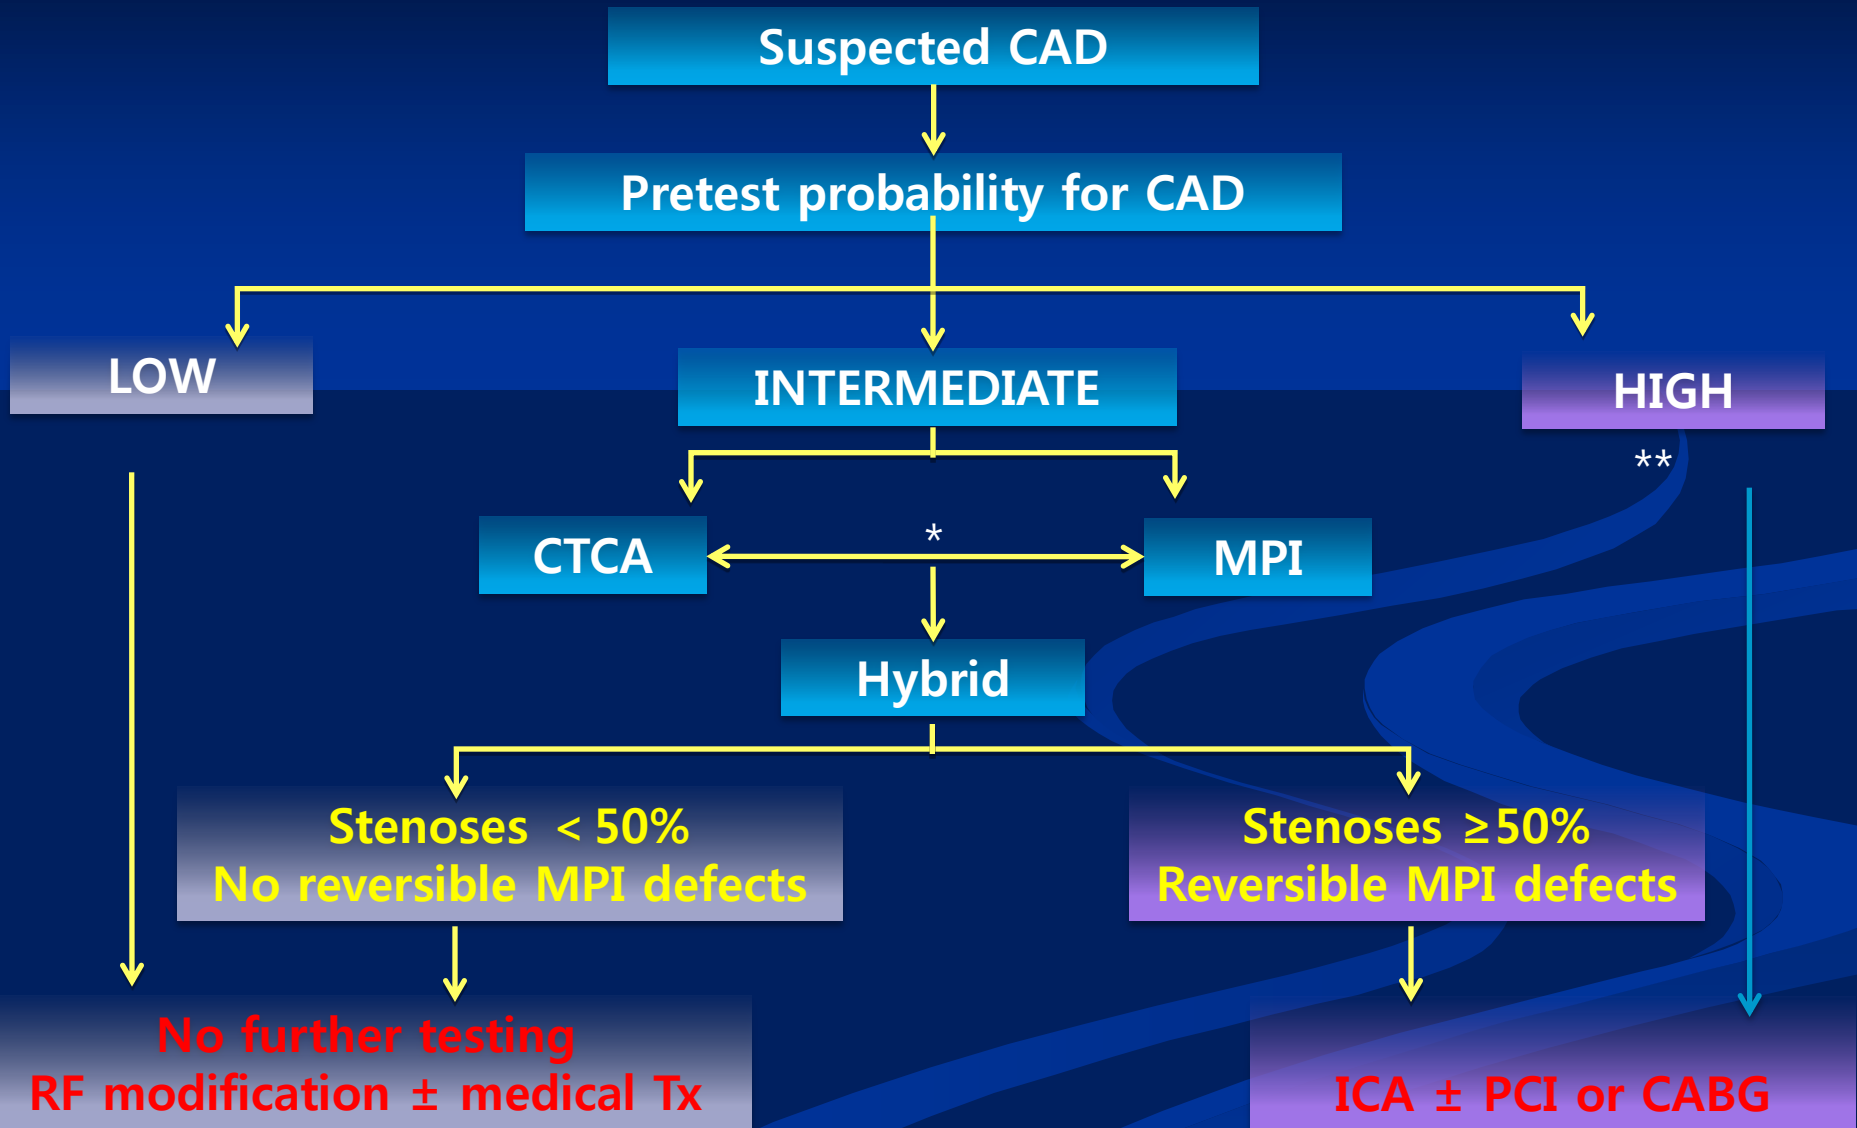 Suspected CAD
Pretest probability for CAD
LOW
INTERMEDIATE
HIGH
**
CTCA
*
MPI
Hybrid
Stenoses < 50%
No reversible MPI defects
Stenoses ≥50%
Reversible MPI defects
No further testing
RF modification ± medical Tx
ICA ± PCI or CABG